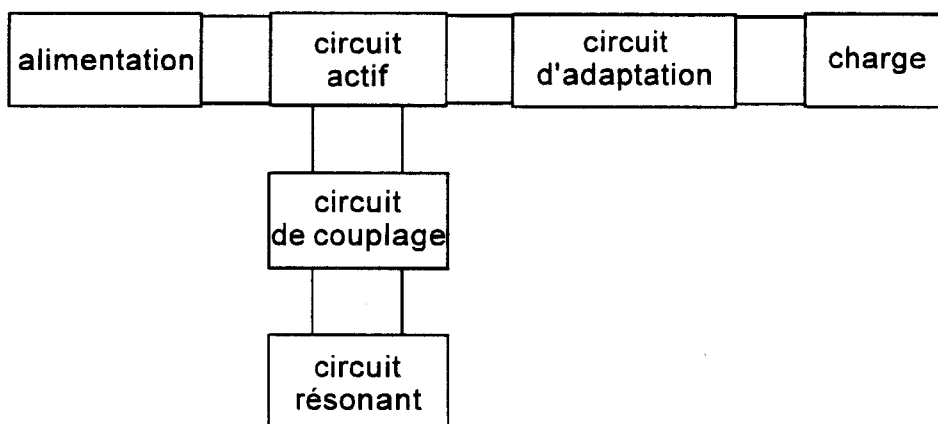 alimentation
circuit
actif
circuit
d'adaptation
charge
circuit
de couplage
circuit
résonant